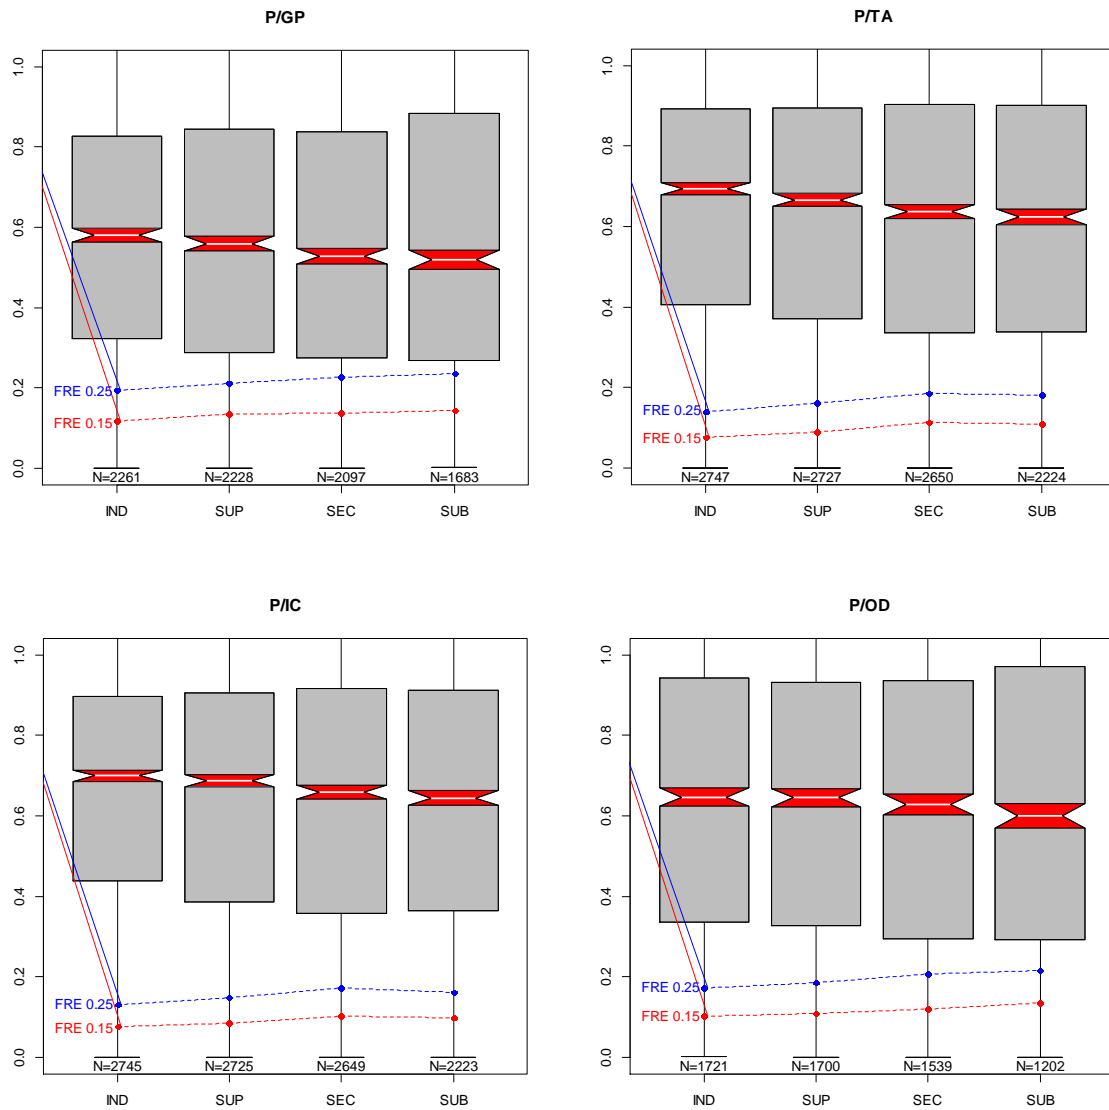 P/GP
1.0
0.8
0.6
0.4
0.2
0.0
FRE 0.25
FRE 0.15
N=2261 N=2228 N=2097 N=1683
IND SUP SEC SUB
P/TA
1.0
0.8
0.6
0.4
0.2
0.0
FRE 0.25
FRE 0.15
N=2747 N=2727 N=2650 N=2224
IND SUP SEC SUB
P/IC
1.0
0.8
0.6
0.4
0.2
0.0
FRE 0.25
FRE 0.15
N=2745 N=2725 N=2649 N=2223
IND SUP SEC SUB
P/OD
1.0
0.8
0.6
0.4
0.2
0.0
FRE 0.25
FRE 0.15
N=1721 N=1700 N=1539 N=1202
IND SUP SEC SUB